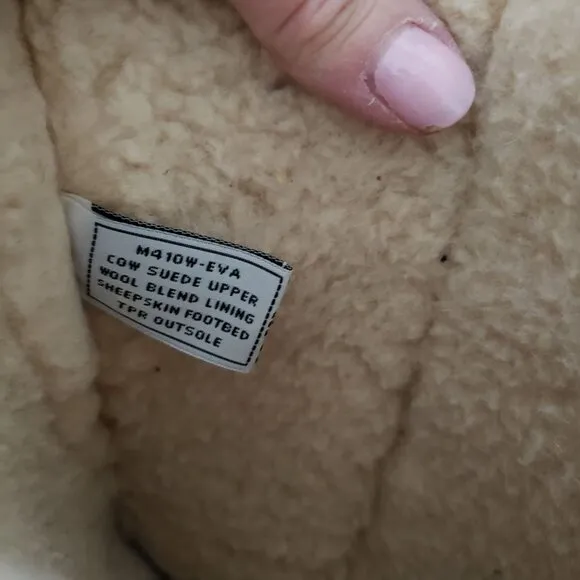 M410W-EVA
COW SUEDE UPPER
WOOL BLEND LINING
SHEEPSKIN FOOTBED
TPR OUTSOLE